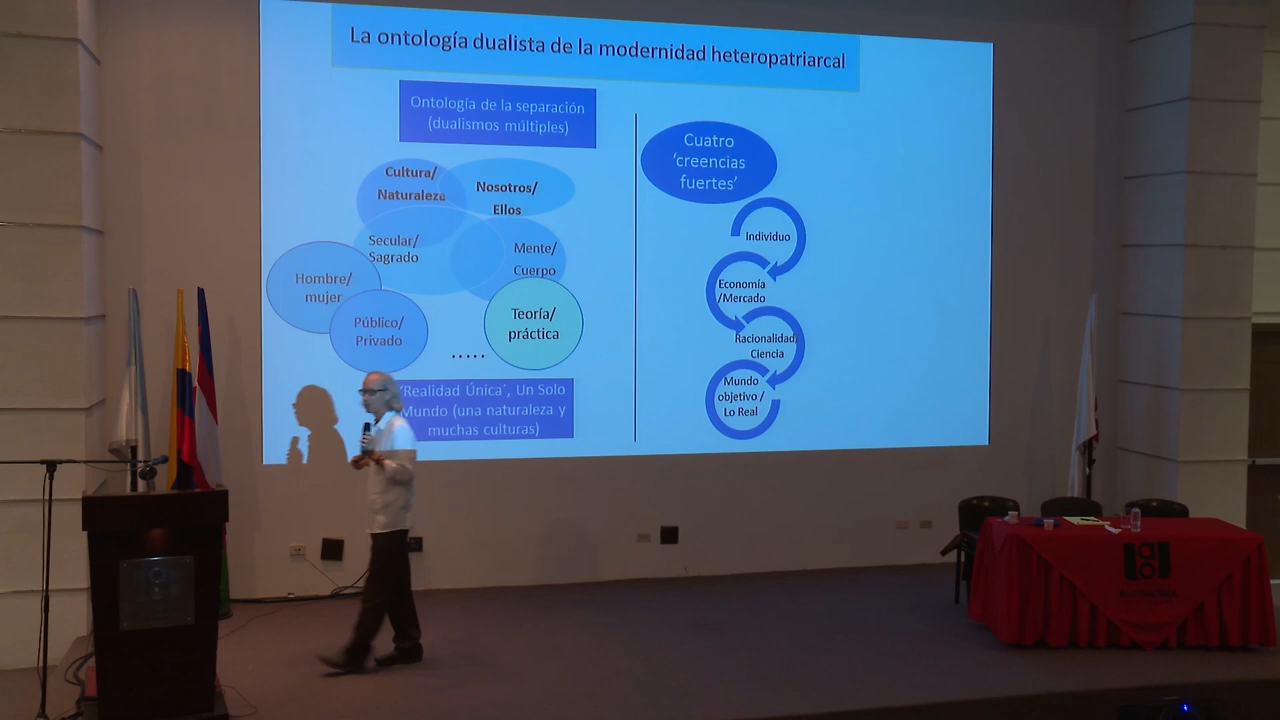 La ontología dualista de la modernidad heteropatriarcal
Ontología de la separación
(dualismos múltiples)
Cultura/
Naturaleza
Nosotros/
Ellos
Secular/
Sagrado
Mente/
Cuerpo
Hombre/
mujer
Público/
Privado
Teoría/
práctica
.....
‘Realidad Única´, Un Solo
Mundo (una naturaleza y
muchas culturas)
Cuatro
‘creencias
fuertes’
Individuo
Economía
/Mercado
Racionalidad/
Ciencia
Mundo
objetivo /
Lo Real